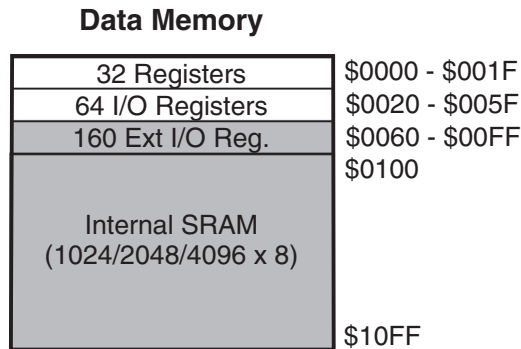 Data Memory
32 Registers $0000 - $001F
64 I/O Registers $0020 - $005F
160 Ext I/O Reg. $0060 - $00FF
$0100
Internal SRAM
(1024/2048/4096 x 8)
$10FF